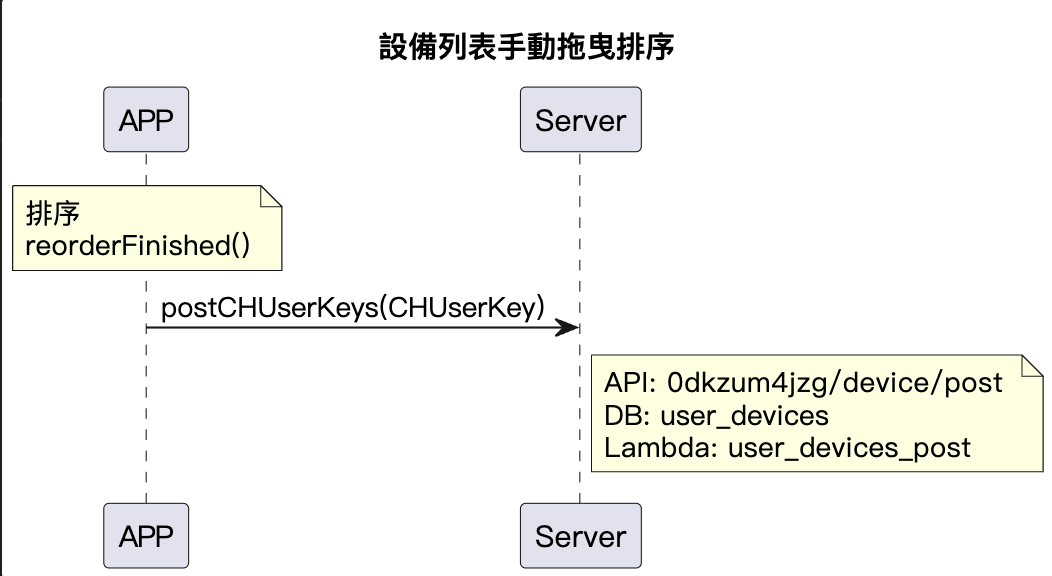 設備列表手動拖曳排序
APP
Server
排序
reorderFinished()
postCHUserKeys(CHUserKey)
API: 0dkzum4jzg/device/post
DB: user_devices
Lambda: user_devices_post
APP
Server